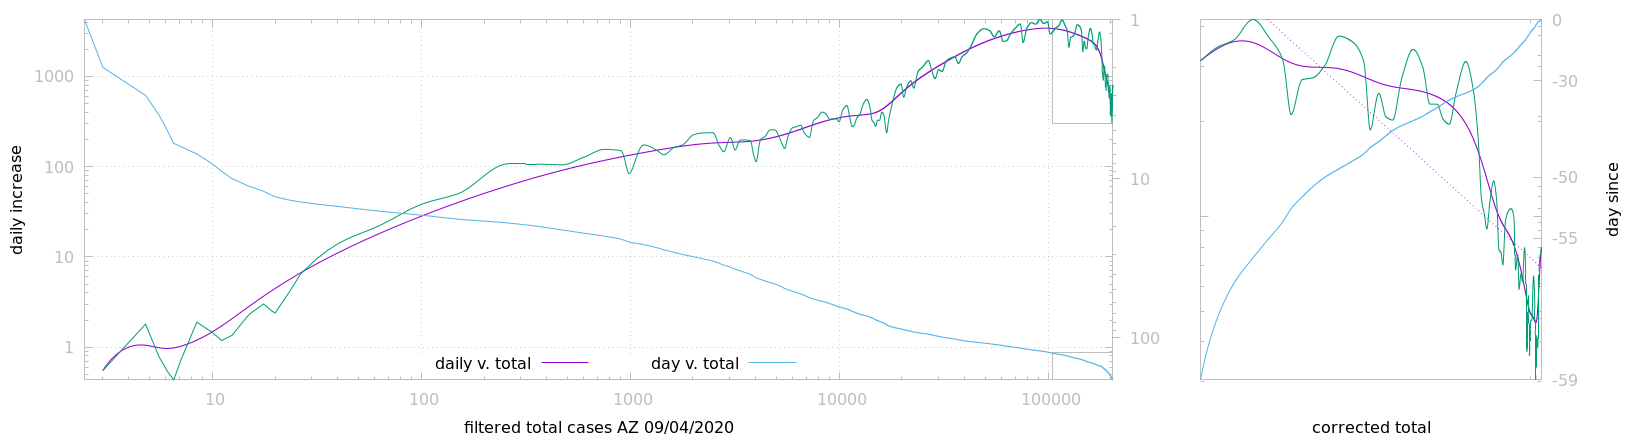 daily increase
1000
100
10
1
daily v. total
day v. total
10
100
1000
10000
100000
filtered total cases AZ 09/04/2020
1
10
100
0
-30
-50
-55
-59
day since
corrected total